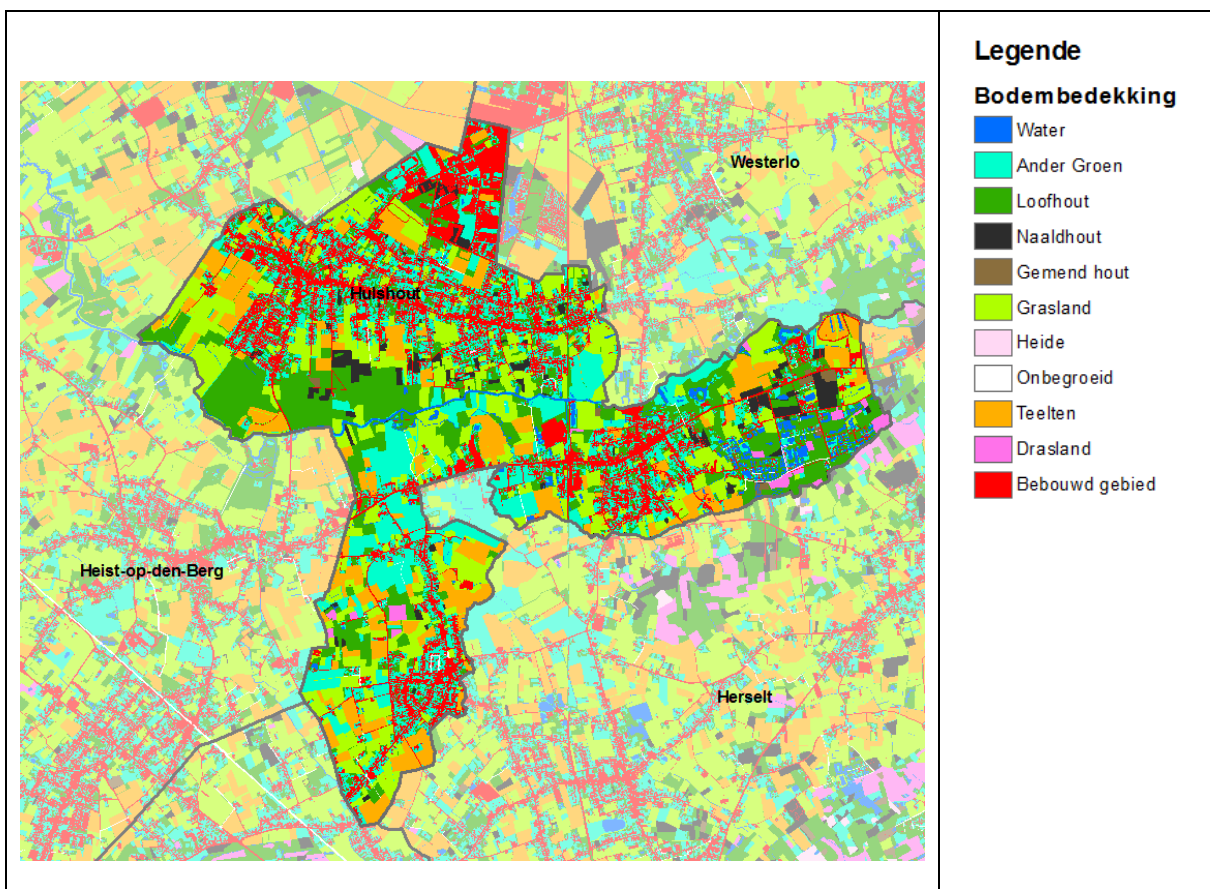 Westerlo
Hulshout
Heist-op-den-Berg
Herselt
Legende
Bodembedekking
Water
Ander Groen
Loofhout
Naaldhout
Gemend hout
Grasland
Heide
Onbegroeid
Teelten
Drasland
Bebouwd gebied